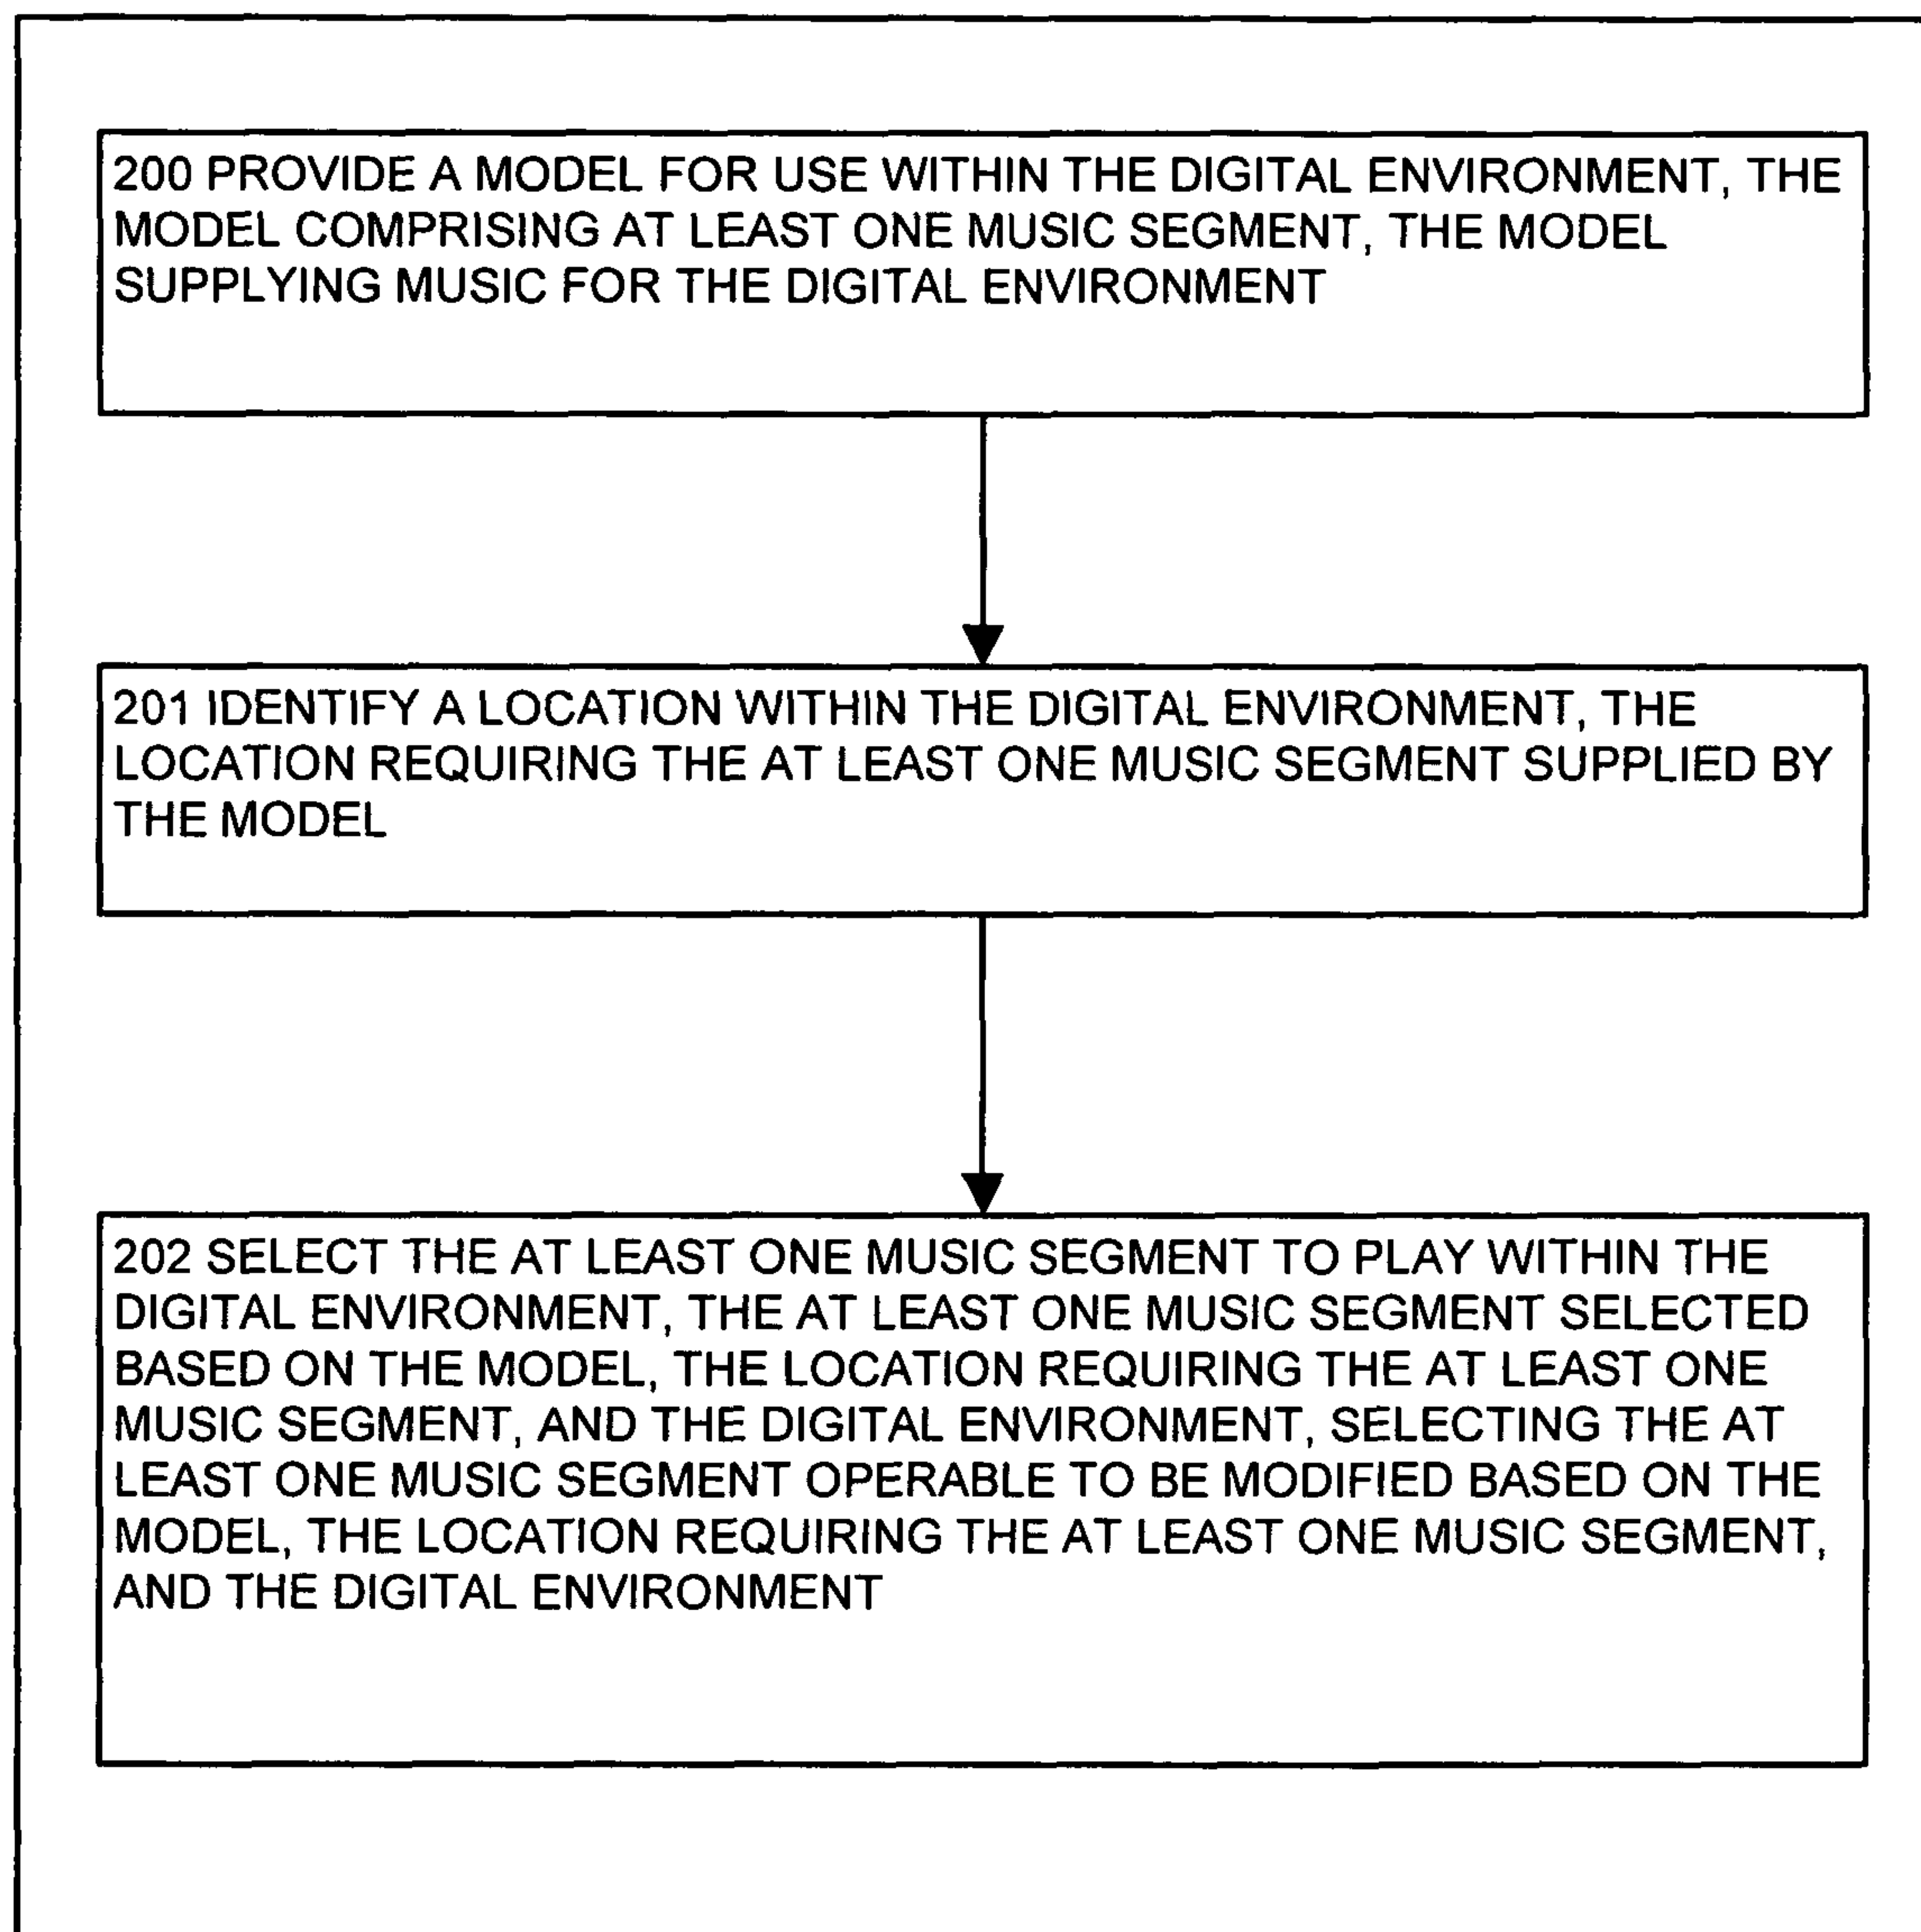 200 PROVIDE A MODEL FOR USE WITHIN THE DIGITAL ENVIRONMENT, THE
MODEL COMPRISING AT LEAST ONE MUSIC SEGMENT, THE MODEL
SUPPLYING MUSIC FOR THE DIGITAL ENVIRONMENT
201 IDENTIFY A LOCATION WITHIN THE DIGITAL ENVIRONMENT, THE
LOCATION REQUIRING THE AT LEAST ONE MUSIC SEGMENT SUPPLIED BY
THE MODEL
202 SELECT THE AT LEAST ONE MUSIC SEGMENT TO PLAY WITHIN THE
DIGITAL ENVIRONMENT, THE AT LEAST ONE MUSIC SEGMENT SELECTED
BASED ON THE MODEL, THE LOCATION REQUIRING THE AT LEAST ONE
MUSIC SEGMENT, AND THE DIGITAL ENVIRONMENT, SELECTING THE AT
LEAST ONE MUSIC SEGMENT OPERABLE TO BE MODIFIED BASED ON THE
MODEL, THE LOCATION REQUIRING THE AT LEAST ONE MUSIC SEGMENT,
AND THE DIGITAL ENVIRONMENT